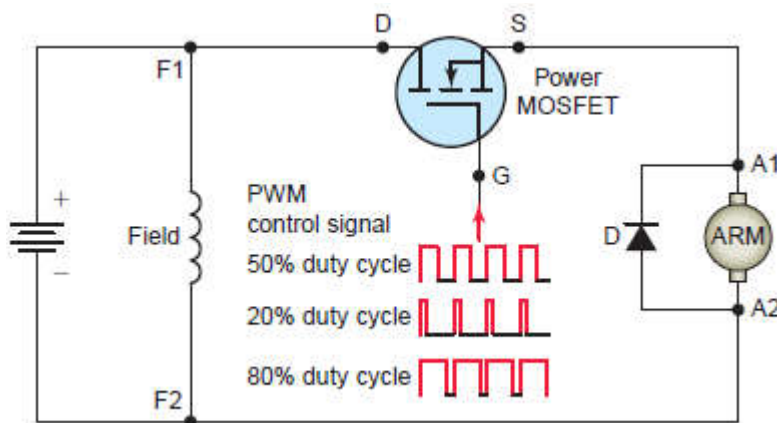 D
S
F1
Power
MOSFET
A1
G
PWM
control signal
+
Field
D
ARM
50% duty cycle
−
20% duty cycle
A2
80% duty cycle
F2